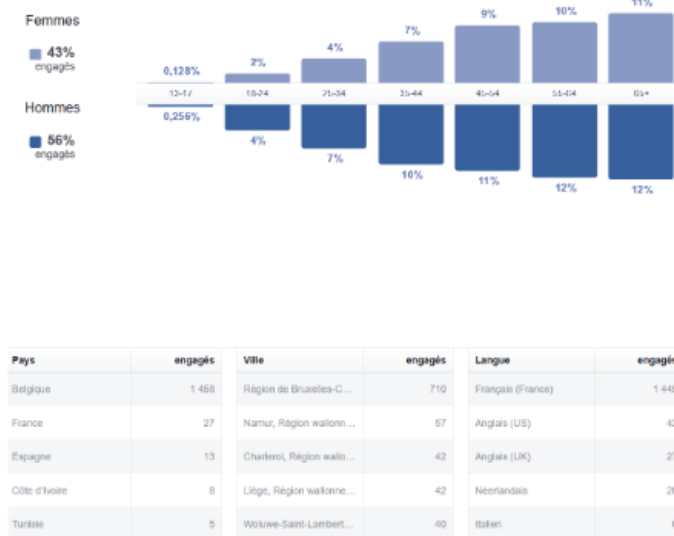 Femmes
43%
engagés
Hommes
56%
engagés
0,128% 2% 4% 7% 9% 10% 11%
13-17 18-24 25-34 35-44 45-54 55-64 65+
0,256% 4% 7% 10% 11% 12% 12%
Pays engagés Ville engagés Langue engagés
Belgique 1 468 Région de Bruxelles-C... 710 Français (France) 1 448
France 27 Namur, Région wallonn... 57 Anglais (US) 42
Espagne 13 Charleroi, Région wallo... 42 Anglais (UK)
Côte d'Ivoire 8 Liège, Région wallonne... 42 Néerlandais
Tunisie 5 Woluwe-Saint-Lambert... 40 Italien